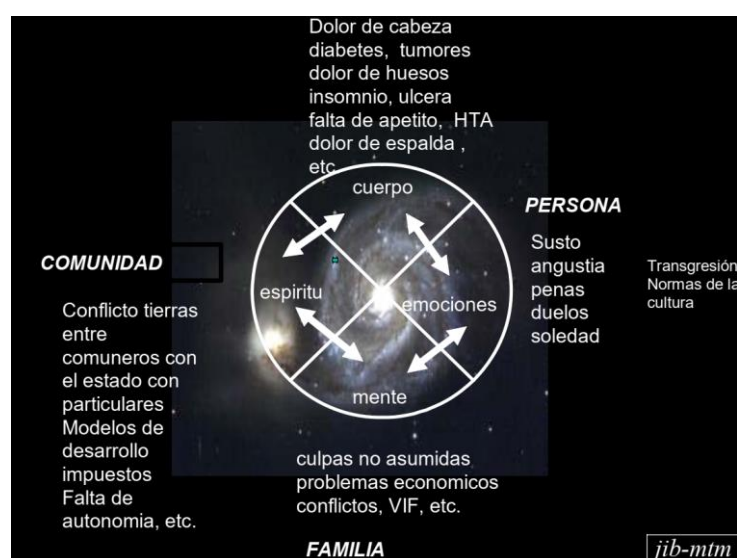 Dolor de cabeza
diabetes, tumores
dolor de huesos
insomnio, ulcera
falta de apetito, HTA
dolor de espalda ,
etc
cuerpo
PERSONA
Susto
angustia
penas
duelos
soledad
Transgresión
Normas de la
cultura
COMUNIDAD
espiritu
emociones
Conflicto tierras
entre
comuneros con
el estado con
particulares
Modelos de
desarrollo
impuestos
Falta de
autonomia, etc.
mente
culpas no asumidas
problemas economicos
conflictos, VIF, etc.
FAMILIA
jib-mtm